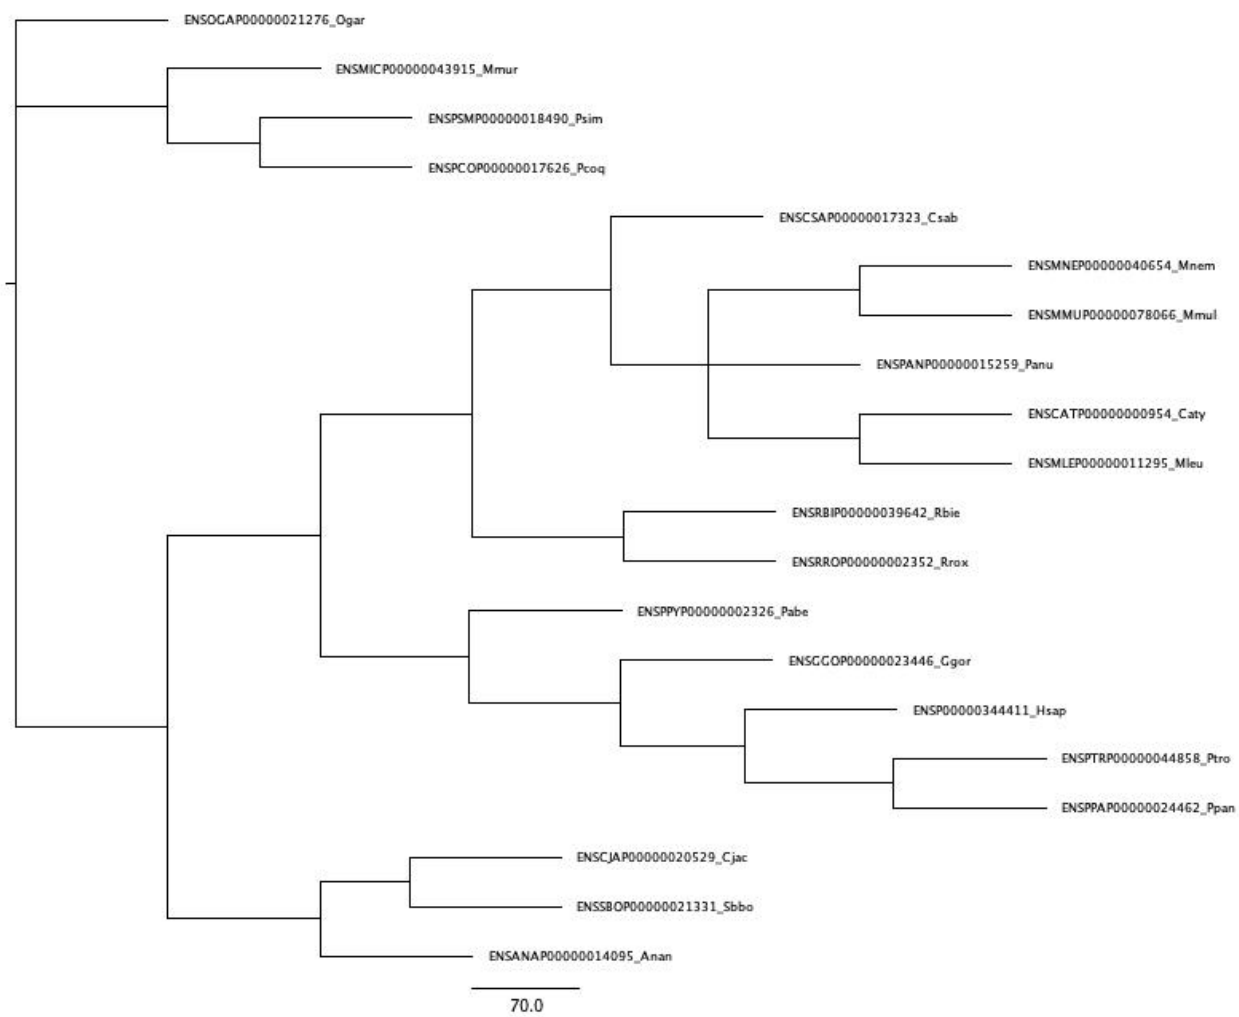 ENSOGAP00000021276_Ogar
ENSMICP00000043915_Mmur
ENSPSMP00000018490_Psim
ENSPCOP00000017626_Pcoq
ENSCSAP00000017323_Csab
ENSMNEP00000040654_Mnem
ENSMMUP00000078066_Mmul
ENSPANP00000015259_Panu
ENSCATP00000000954_Caty
ENSMLEP00000011295_Mleu
ENSRBIP00000039642_Rbie
ENSRROP00000002352_Rrox
ENSPPYP00000002326_Pabe
ENSGGOP00000023446_Ggor
ENSP00000344411_Hsap
ENSPTRP00000044858_Ptro
ENSPPAP00000024462_Ppan
ENSCJAP00000020529_Cjac
ENSSBOP00000021331_Sbbo
ENSANAP00000014095_Anan
70.0